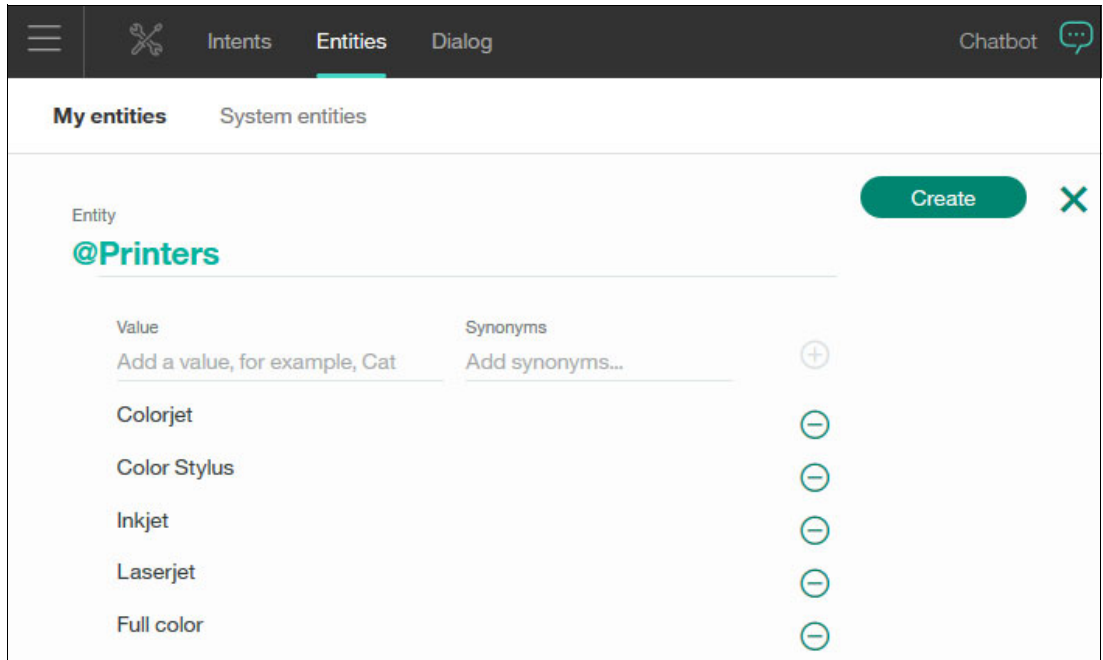 Intents Entities Dialog Chatbot
My entities System entities
Create
Entity
@Printers
Value Synonyms
Add a value, for example, Cat Add synonyms...
Colorjet
Color Stylus
Inkjet
Laserjet
Full color